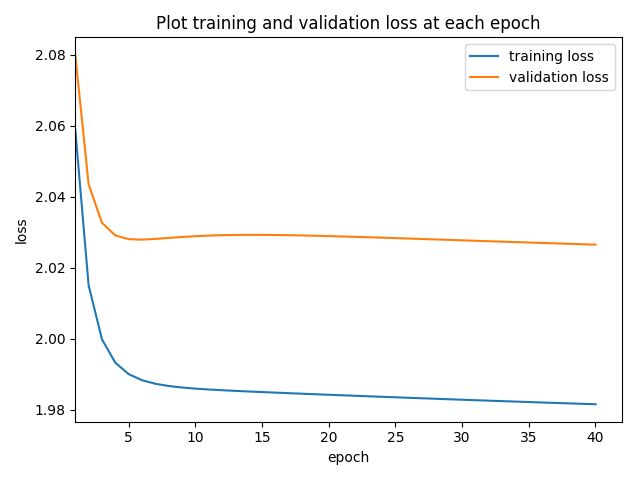 Plot training and validation loss at each epoch
training loss
validation loss
loss
2.08
2.06
2.04
2.02
2.00
1.98
5 10 15 20 25 30 35 40
epoch